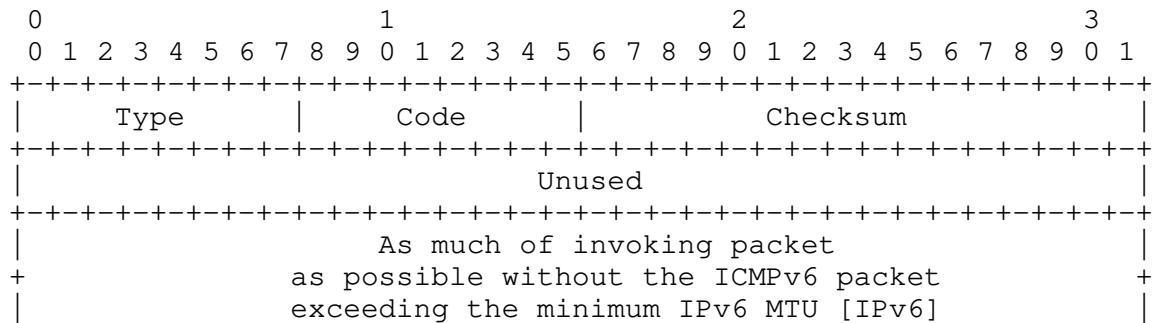 0                   1                   2                   3
 0 1 2 3 4 5 6 7 8 9 0 1 2 3 4 5 6 7 8 9 0 1 2 3 4 5 6 7 8 9 0 1
+-+-+-+-+-+-+-+-+-+-+-+-+-+-+-+-+-+-+-+-+-+-+-+-+-+-+-+-+-+-+-+-+
|     Type      |     Code      |          Checksum             |
+-+-+-+-+-+-+-+-+-+-+-+-+-+-+-+-+-+-+-+-+-+-+-+-+-+-+-+-+-+-+-+-+
|                             Unused                            |
+-+-+-+-+-+-+-+-+-+-+-+-+-+-+-+-+-+-+-+-+-+-+-+-+-+-+-+-+-+-+-+-+
|                    As much of invoking packet                 |
+               as possible without the ICMPv6 packet           +
|               exceeding the minimum IPv6 MTU [IPv6]           |